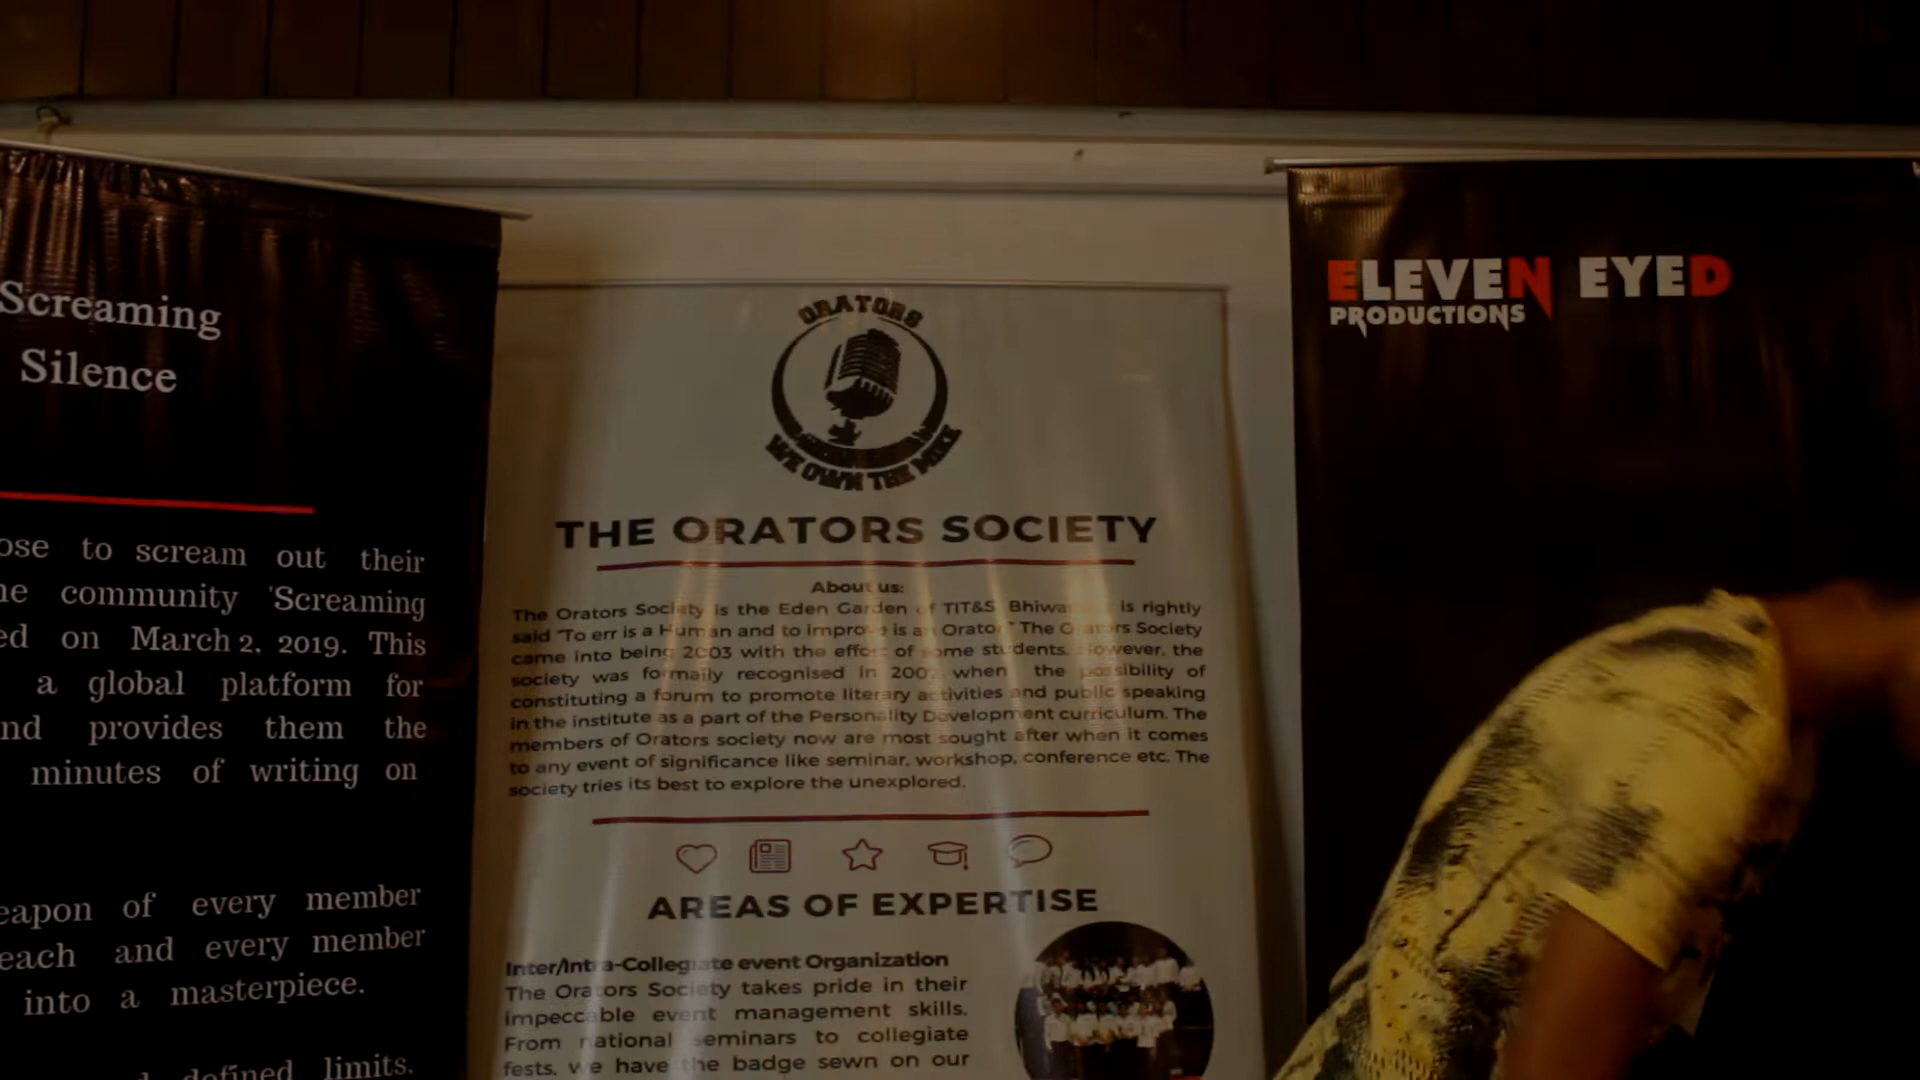 Screaming
Silence
to scream out their
community 'Screaming
on March 2, 2019. This
a global platform for
provides them the
minutes of writing on
of every member
each and every member
into a masterpiece.
defined limits.
ORATORS
WE OWN THE MIKE
THE ORATORS SOCIETY
About us:
The Orators Society is the Eden Garden of TIT&S is rightly
said "To err is a Human and to improve is an Orator." The Orators Society
came into being 2003 with the effort of some students. However, the
society was formally recognised in when the possibility of
constituting a forum to promote literary activities and public speaking
in the institute as a part of the Personality Development curriculum. The
members of Orators society now are most sought after when it comes
to any event of significance like seminar, workshop, conference etc. The
society tries its best to explore the unexplored.
AREAS OF EXPERTISE
Inter/Intra-Collegiate event Organization
The Orators Society takes pride in their
impeccable event management skills.
From national seminars to collegiate
fests, we have the badge sewn on our
ELEVEN EYED
PRODUCTIONS